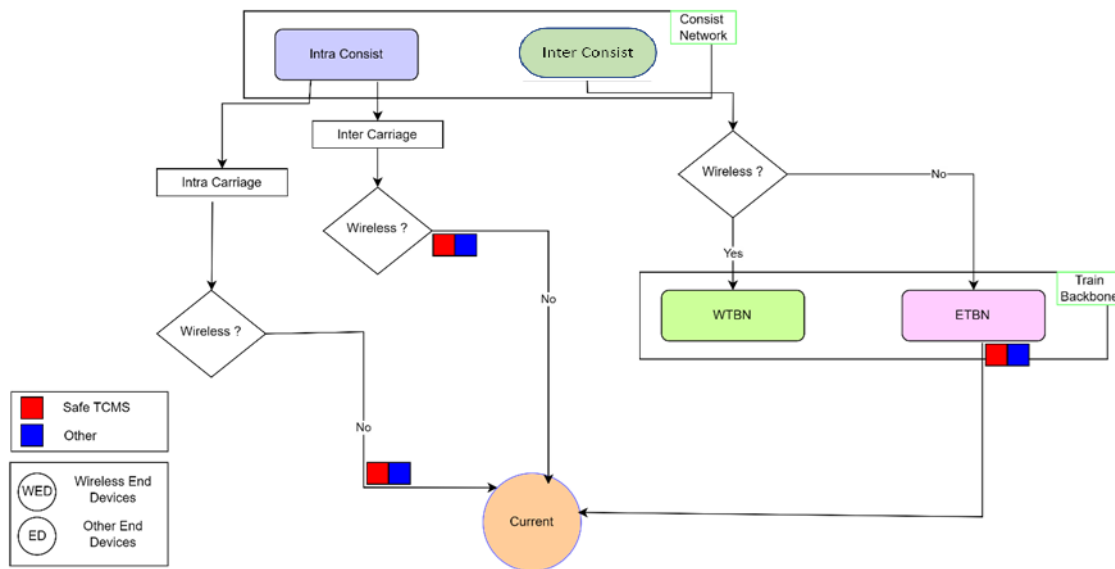 Consist
Network
Intra Consist
Inter Consist
Inter Carriage
Intra Carriage
Wireless ?
No
Wireless ?
Yes
Train
Backbone
WTBN
ETBN
No
Wireless ?
Safe TCMS
Other
No
WED
Wireless End
Devices
ED
Other End
Devices
Current